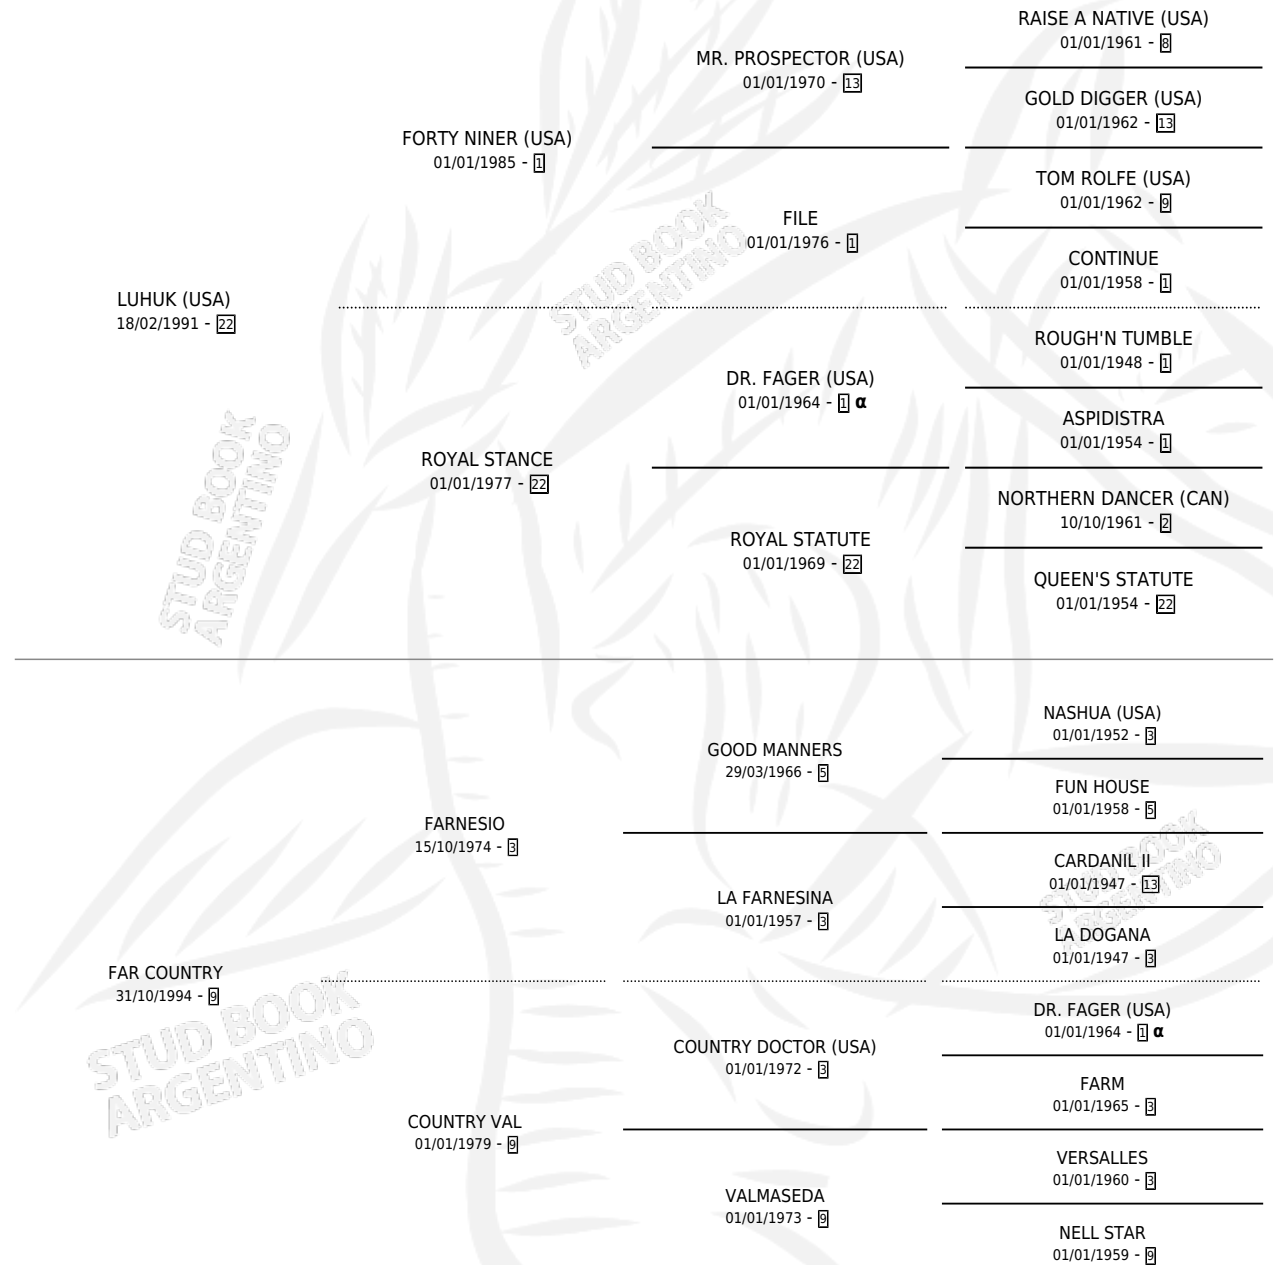 RAISE A NATIVE (USA)
01/01/1961 - 8
MR. PROSPECTOR (USA)
01/01/1970 - 13
GOLD DIGGER (USA)
01/01/1962 - 13
FORTY NINER (USA)
01/01/1985 - 1
TOM ROLFE (USA)
01/01/1962 - 9
FILE
01/01/1976 - 1
CONTINUE
01/01/1958 - 1
LUHUK (USA)
18/02/1991 - 22
ROUGH'N TUMBLE
01/01/1948 - 1
DR. FAGER (USA)
01/01/1964 - 1 α
ASPIDISTRA
01/01/1954 - 1
ROYAL STANCE
01/01/1977 - 22
NORTHERN DANCER (CAN)
10/10/1961 - 2
ROYAL STATUTE
01/01/1969 - 22
QUEEN'S STATUTE
01/01/1954 - 22
NASHUA (USA)
01/01/1952 - 3
GOOD MANNERS
29/03/1966 - 5
FUN HOUSE
01/01/1958 - 5
FARNESIO
15/10/1974 - 3
CARDANIL II
01/01/1947 - 13
LA FARNESINA
01/01/1957 - 3
LA DOGANA
01/01/1947 - 3
FAR COUNTRY
31/10/1994 - 9
DR. FAGER (USA)
01/01/1964 - 1 α
COUNTRY DOCTOR (USA)
01/01/1972 - 3
FARM
01/01/1965 - 3
COUNTRY VAL
01/01/1979 - 9
VERSALLES
01/01/1960 - 3
VALMASEDA
01/01/1973 - 9
NELL STAR
01/01/1959 - 9
STUD BOOK
ARGENTINO
STUD BOOK
ARGENTINO
STUD BOOK
ARGENTINO
STUD BOOK
ARGENTINO